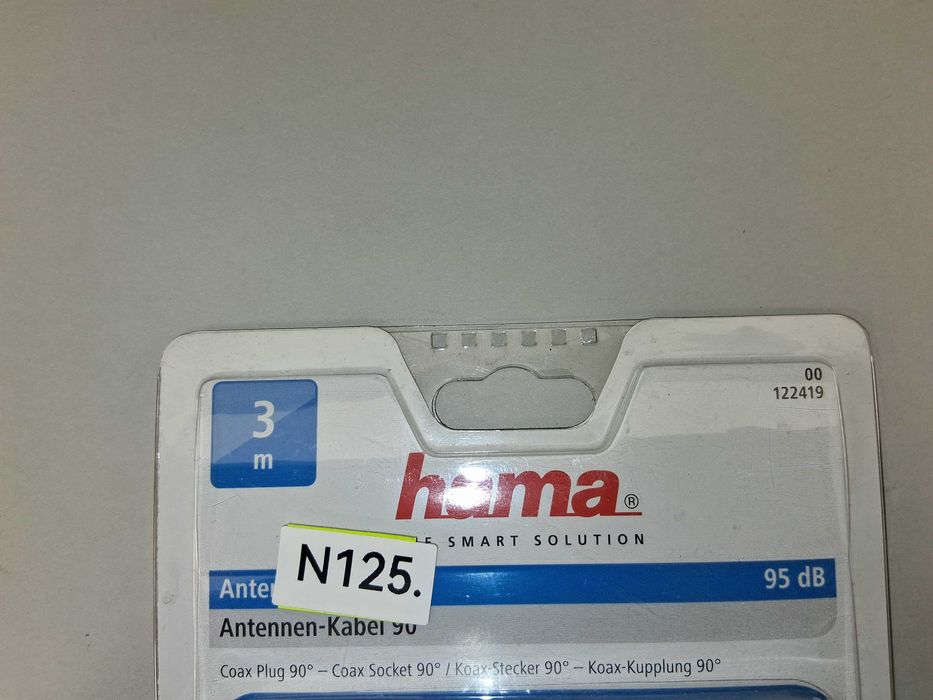 3
m
00
122419
hama®
SMART SOLUTION
N125.
95 dB
Antennen-Kabel 90
Coax Plug 90° – Coax Socket 90° / Koax-Stecker 90° – Koax-Kupplung 90°